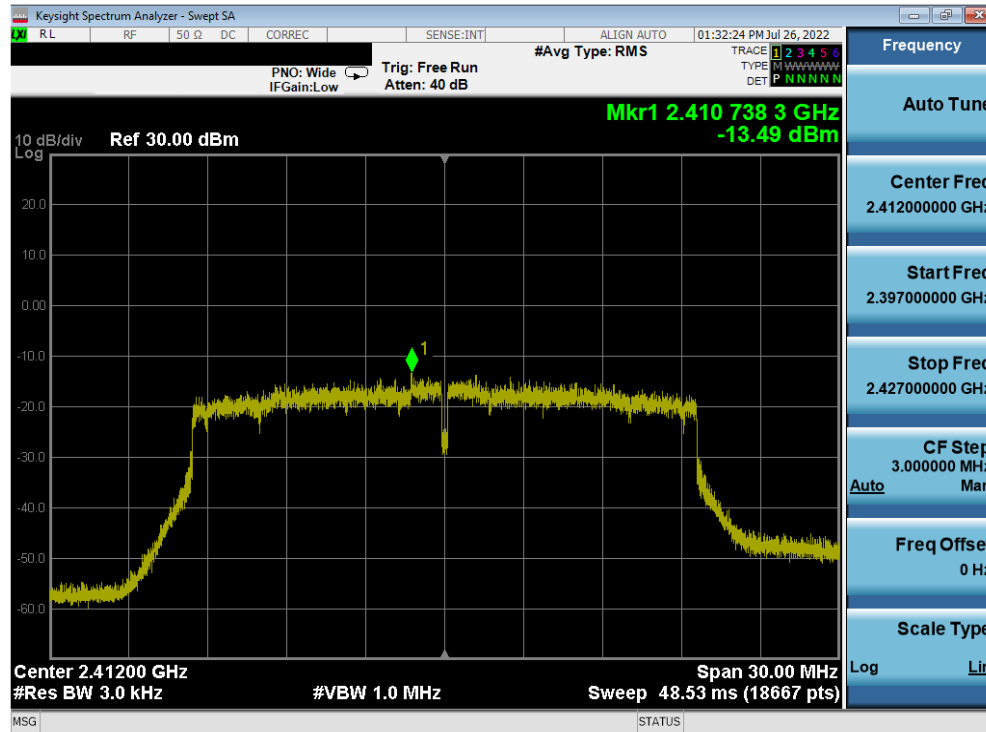 Keysight Spectrum Analyzer - Swept SA
LXI RL RF 50 Ω DC CORREC SENSE:INT ALIGN AUTO 01:32:24 PM Jul 26, 2022
#Avg Type: RMS TRACE 1 2 3 4 5 6
PNO: Wide Trig: Free Run TYPE M WWWWW
IFGain:Low Atten: 40 dB DET P N N N N N
Mkr1 2.410 738 3 GHz
-13.49 dBm
10 dB/div Ref 30.00 dBm
Log
20.0
10.0
0.00
-10.0
1
-20.0
-30.0
-40.0
-50.0
-60.0
Center 2.41200 GHz Span 30.00 MHz
#Res BW 3.0 kHz #VBW 1.0 MHz Sweep 48.53 ms (18667 pts)
MSG STATUS
Frequency
Auto Tune
Center Freq
2.412000000 GHz
Start Freq
2.397000000 GHz
Stop Freq
2.427000000 GHz
CF Step
3.000000 MHz
Auto Man
Freq Offset
0 Hz
Scale Type
Log Lin